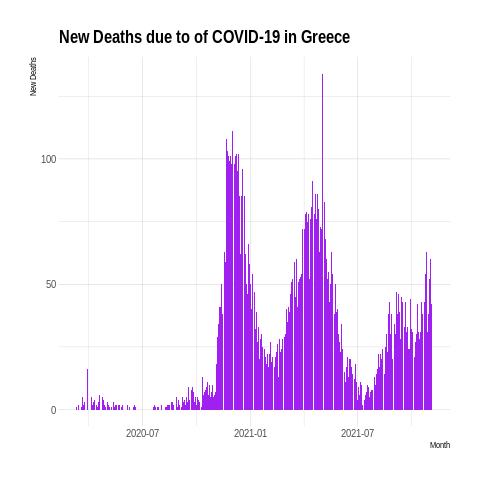 New Deaths due to of COVID-19 in Greece
New Deaths
100
50
0
2020-07
2021-01
2021-07
Month